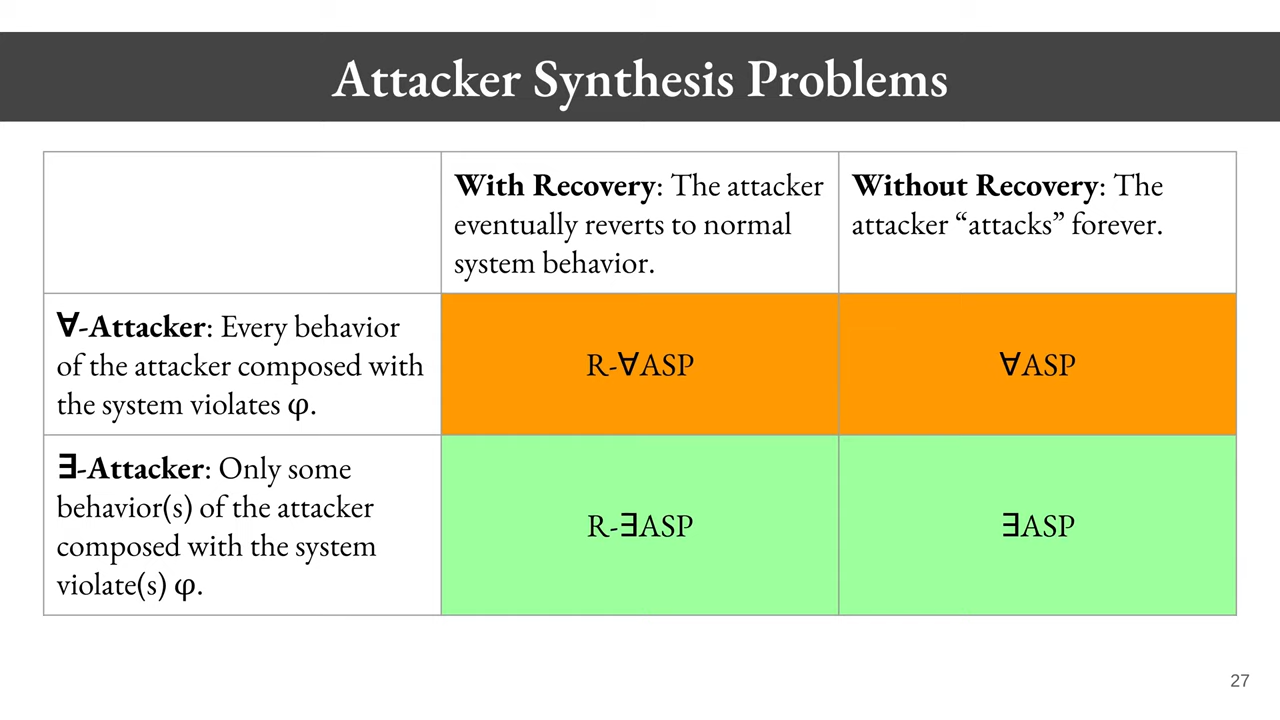 Attacker Synthesis Problems
With Recovery: The attacker
eventually reverts to normal
system behavior.
Without Recovery: The
attacker “attacks” forever.
∀-Attacker: Every behavior
of the attacker composed with
the system violates φ.
R-∀ASP
∀ASP
∃-Attacker: Only some
behavior(s) of the attacker
composed with the system
violate(s) φ.
R-∃ASP
∃ASP
27